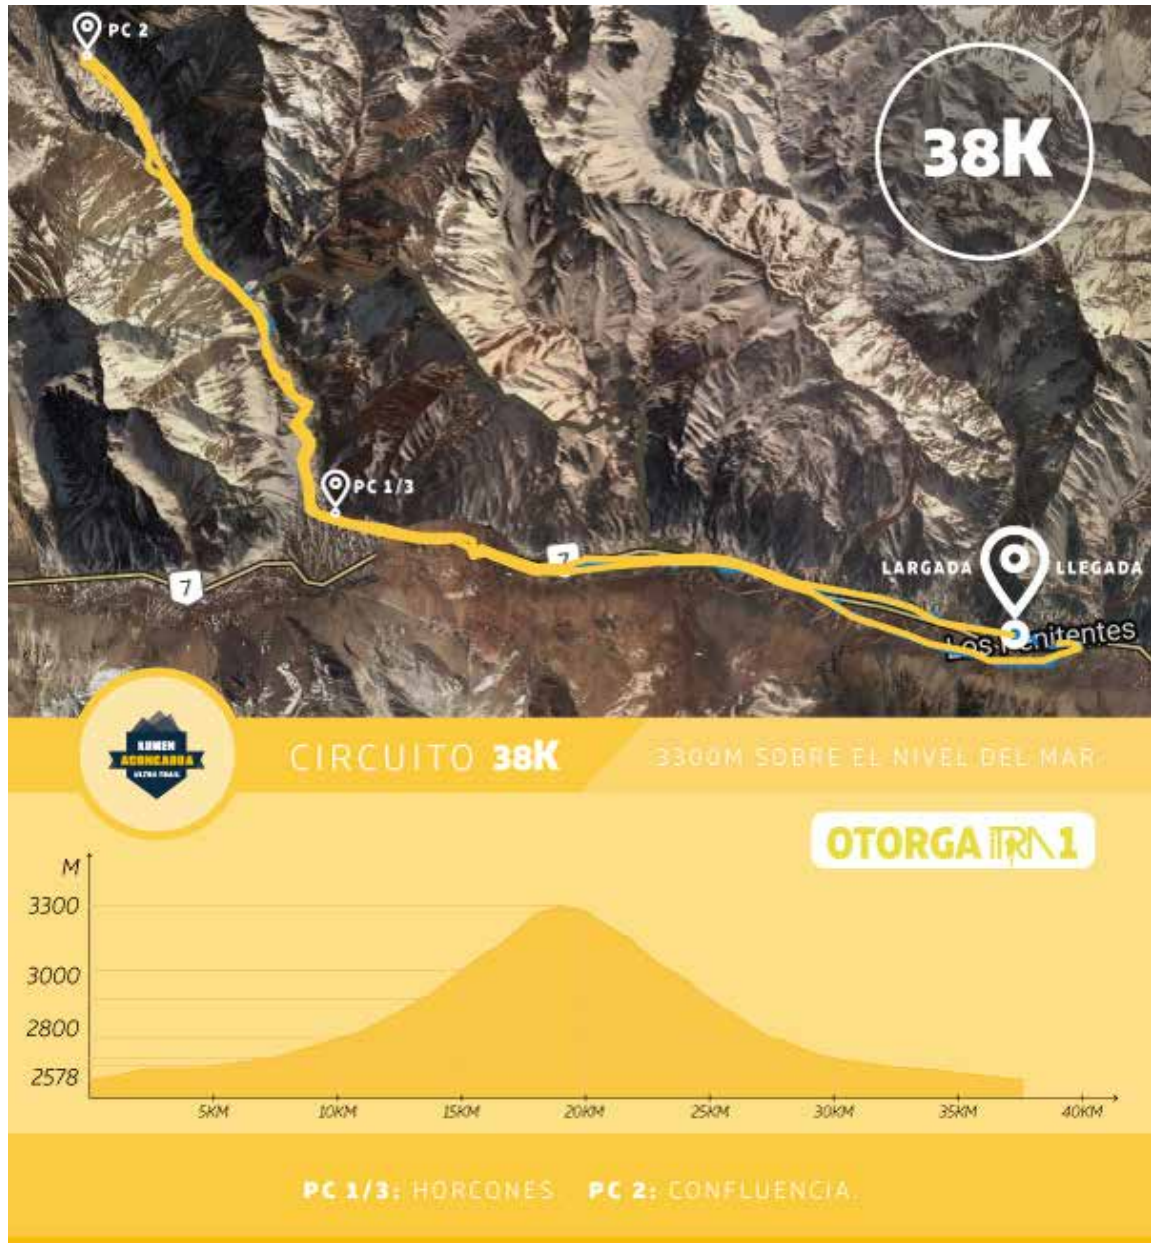 PC 2
38K
PC 1/3
7
7
LARGADA
LLEGADA
Los Penitentes
KUMEN
ACONCAGUA
ULTRA TRAIL
CIRCUITO 38K
3300M SOBRE EL NIVEL DEL MAR
OTORGA ITRA 1
M
3300
3000
2800
2578
5KM
10KM
15KM
20KM
25KM
30KM
35KM
40KM
PC 1/3: HORCONES PC 2: CONFLUENCIA.